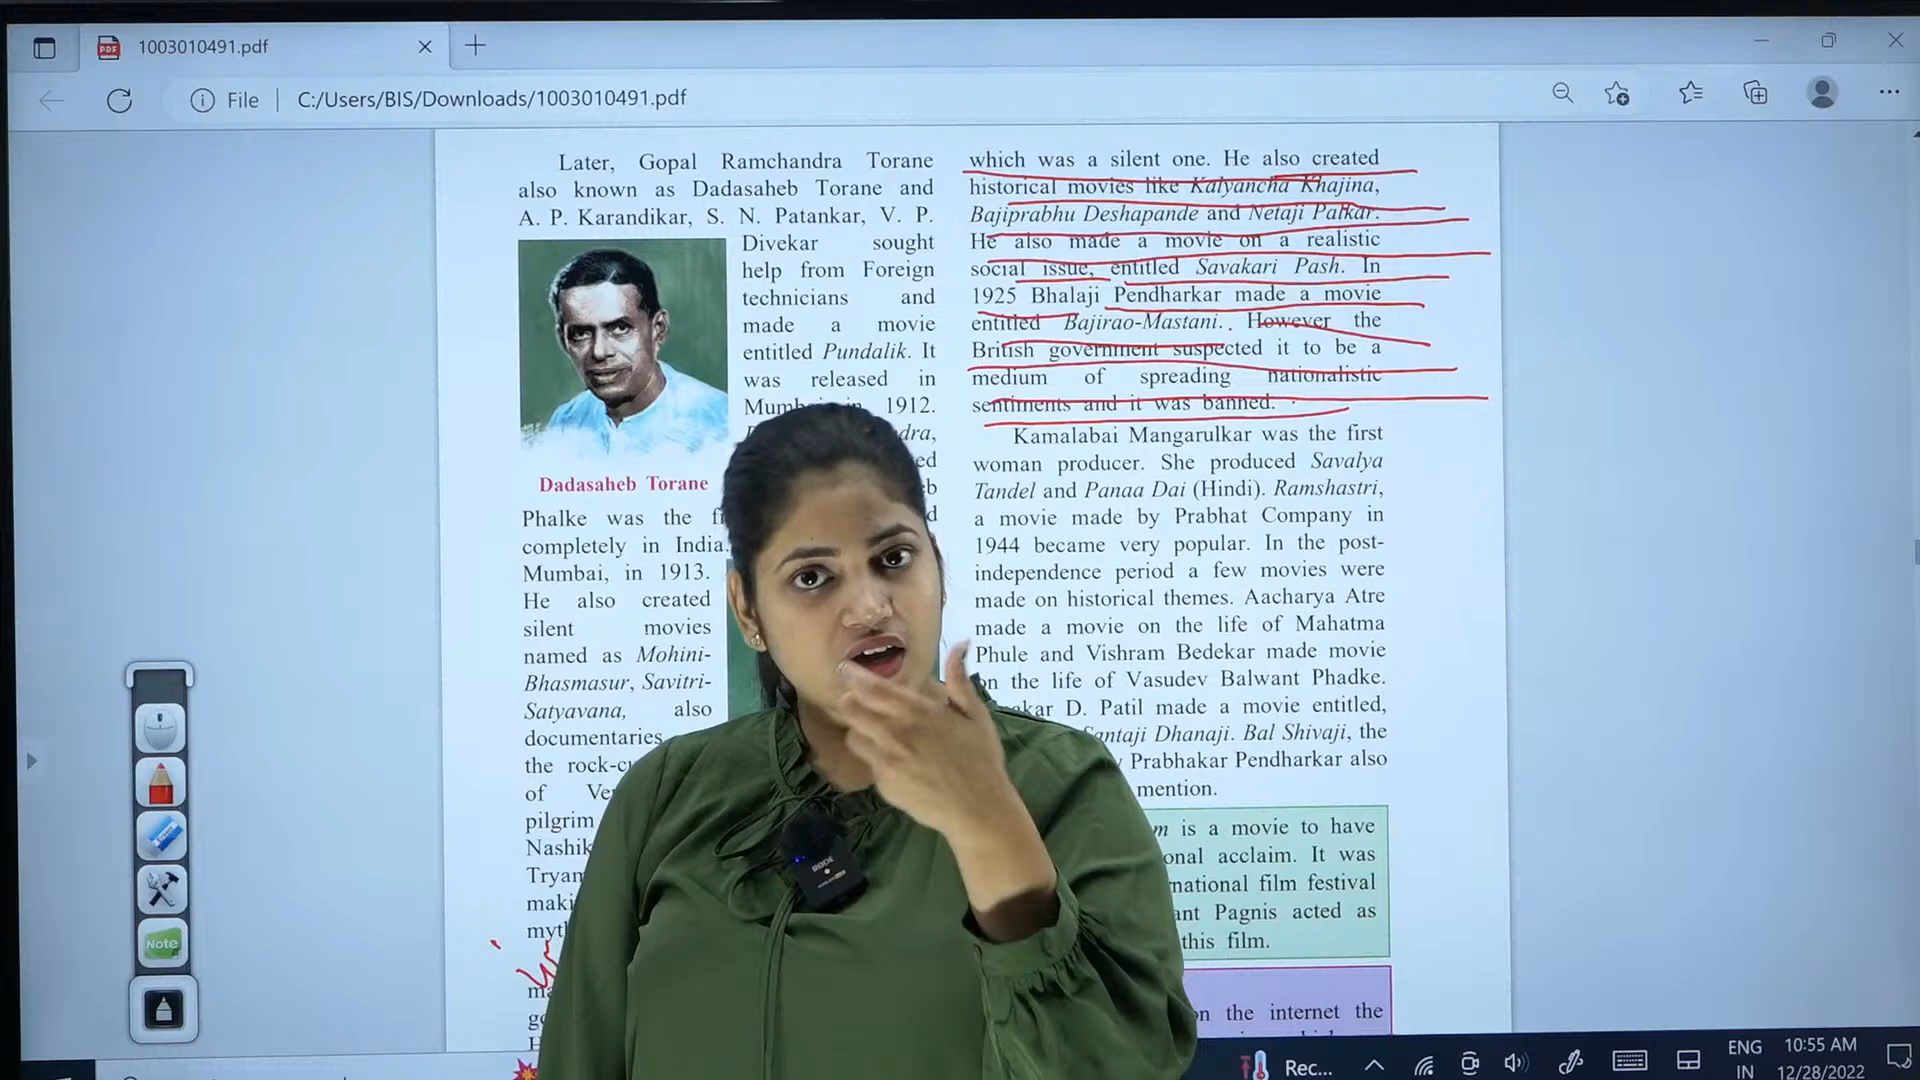 1003010491.pdf
File
C:/Users/BIS/Downloads/1003010491.pdf
Later, Gopal Ramchandra Torane
also known as Dadasaheb Torane and
A. P. Karandikar, S. N. Patankar, V. P.
Divekar sought
help from Foreign
technicians and
made a movie
entitled Pundalik. It
was released in
1912.
Dadasaheb Torane
Phalke was the
completely in India.
Mumbai, in 1913.
He also created
silent movies
named as Mohini-
Bhasmasur, Savitri-
Satyavana, also
documentaries
the
of
pilgrim
which was a silent one. He also created
historical movies like Kalyancha Khajina,
Bajiprabhu Deshapande and Netaji Palkar.
He also made a movie on a realistic
social issue, entitled Savakari Pash. In
1925 Bhalaji Pendharkar made a movie
entitled Bajirao-Mastani. However the
British government suspected it to be a
medium of spreading nationalistic
sentiments and it was banned.
Kamalabai Mangarulkar was the first
woman producer. She produced Savalya
Tandel and Panaa Dai (Hindi). Ramshastri,
a movie made by Prabhat Company in
1944 became very popular. In the post-
independence period a few movies were
made on historical themes. Aacharya Atre
made a movie on the life of Mahatma
Phule and Vishram Bedekar made movie
on the life of Vasudev Balwant Phadke.
D. Patil made a movie entitled,
Santaji Dhanaji. Bal Shivaji, the
Prabhakar Pendharkar also
mention.
is a movie to have
acclaim. It was
film festival
Pagnis acted as
this film.
on the internet the
RØDE
Note
Rec...
ENG
IN
10:55 AM
12/28/2022